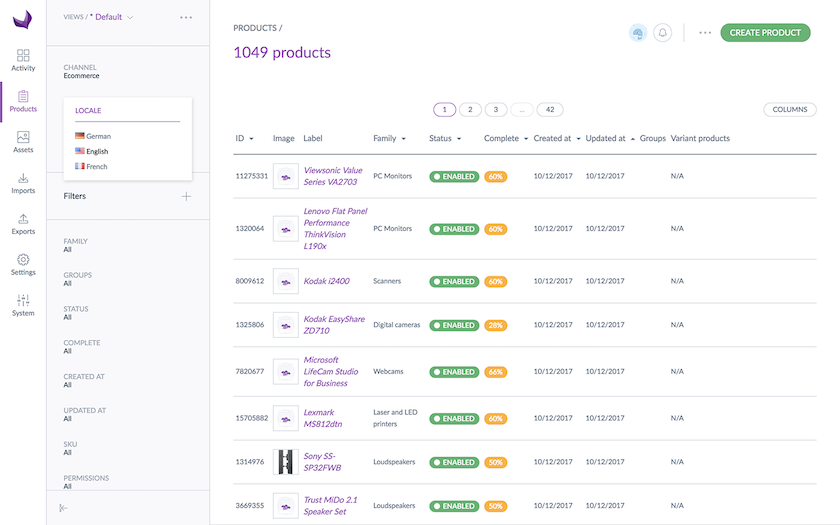 VIEWS / * Default
Activity
Products
Assets
Imports
Exports
Settings
System
CHANNEL
Ecommerce
LOCALE
German
English
French
Filters
FAMILY
All
GROUPS
All
STATUS
All
COMPLETE
All
CREATED AT
All
UPDATED AT
All
SKU
All
PERMISSIONS
All
PRODUCTS /
CREATE PRODUCT
1049 products
1 2 3 ... 42
COLUMNS
ID Image Label Family Status Complete Created at Updated at Groups Variant products
11275331 Viewsonic Value Series VA2703 PC Monitors ENABLED 60% 10/12/2017 10/12/2017 N/A
1320064 Lenovo Flat Panel Performance ThinkVision L190x PC Monitors ENABLED 60% 10/12/2017 10/12/2017 N/A
8009612 Kodak i2400 Scanners ENABLED 60% 10/12/2017 10/12/2017 N/A
1325806 Kodak EasyShare ZD710 Digital cameras ENABLED 28% 10/12/2017 10/12/2017 N/A
7820677 Microsoft LifeCam Studio for Business Webcams ENABLED 66% 10/12/2017 10/12/2017 N/A
15705882 Lexmark MS812dtn Laser and LED printers ENABLED 60% 10/12/2017 10/12/2017 N/A
1314976 Sony SS-SP32FWB Loudspeakers ENABLED 50% 10/12/2017 10/12/2017 N/A
3669355 Trust MiDo 2.1 Speaker Set Loudspeakers ENABLED 50% 10/12/2017 10/12/2017 N/A